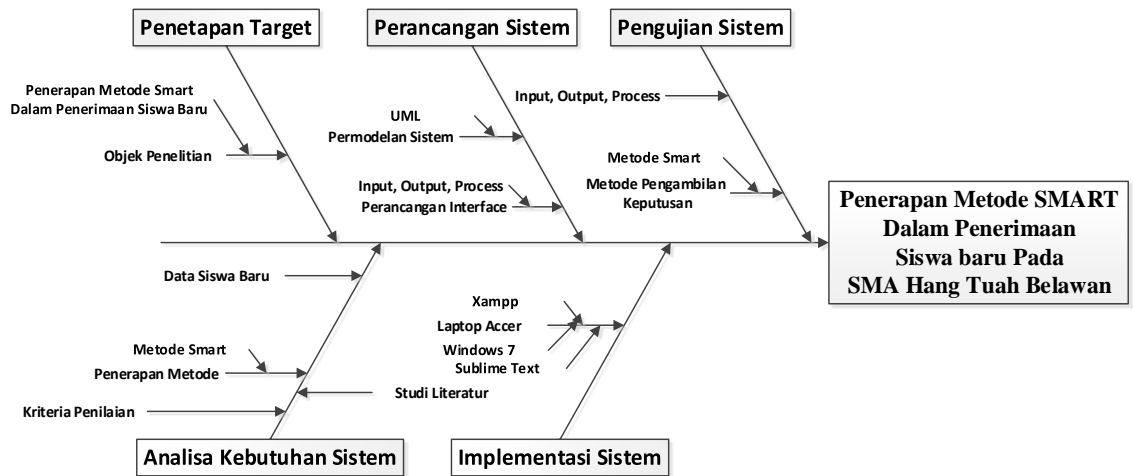 Penetapan Target
Perancangan Sistem
Pengujian Sistem
Penerapan Metode Smart
Dalam Penerimaan Siswa Baru
Objek Penelitian
UML
Permodelan Sistem
Input, Output, Process
Perancangan Interface
Input, Output, Process
Metode Smart
Metode Pengambilan
Keputusan
Penerapan Metode SMART
Dalam Penerimaan
Siswa baru Pada
SMA Hang Tuah Belawan
Data Siswa Baru
Metode Smart
Penerapan Metode
Studi Literatur
Kriteria Penilaian
Xampp
Laptop Accer
Windows 7
Sublime Text
Analisa Kebutuhan Sistem
Implementasi Sistem